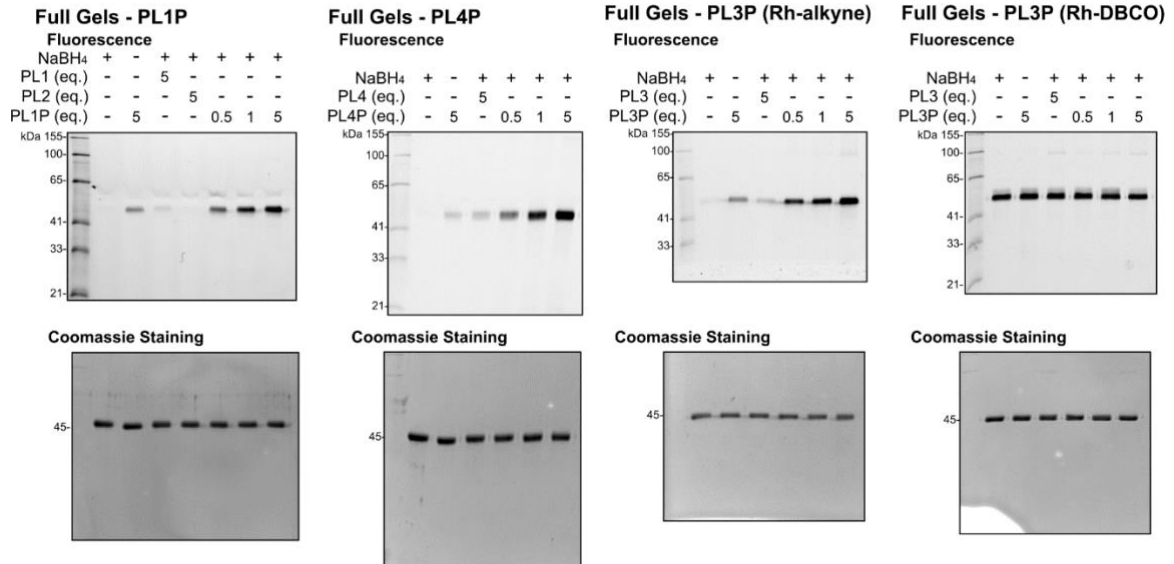 Full Gels - PL1P
Fluorescence
NaBH4 + - + + + + +
PL1 (eq.) - - 5 - - - -
PL2 (eq.) - - - 5 - - -
PL1P (eq.) - 5 - - 0.5 1 5
kDa 155-
100-
65-
41-
33-
21-
Coomassie Staining
45-
Full Gels - PL4P
Fluorescence
NaBH4 + - + + + +
PL4 (eq.) - - 5 - - -
PL4P (eq.) - 5 - 0.5 1 5
kDa 155-
100-
65-
41-
33-
21-
Coomassie Staining
45-
Full Gels - PL3P (Rh-alkyne)
Fluorescence
NaBH4 + - + + + +
PL3 (eq.) - - 5 - - -
PL3P (eq.) - 5 - 0.5 1 5
kDa 155-
100-
65-
41-
33-
Coomassie Staining
45-
Full Gels - PL3P (Rh-DBCO)
Fluorescence
NaBH4 + + + + + +
PL3 (eq.) - - 5 - - -
PL3P (eq.) - 5 - 0.5 1 5
kDa 155-
100-
65-
41-
33-
21-
Coomassie Staining
45-